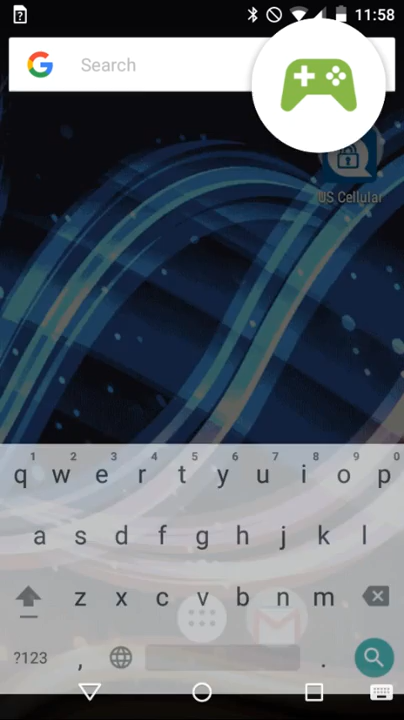 11:58
Search
US Cellular
1 2 3 4 5 6 7 8 9 0
q w e r t y u i o p
a s d f g h j k l
z x c v b n m
?123 , .